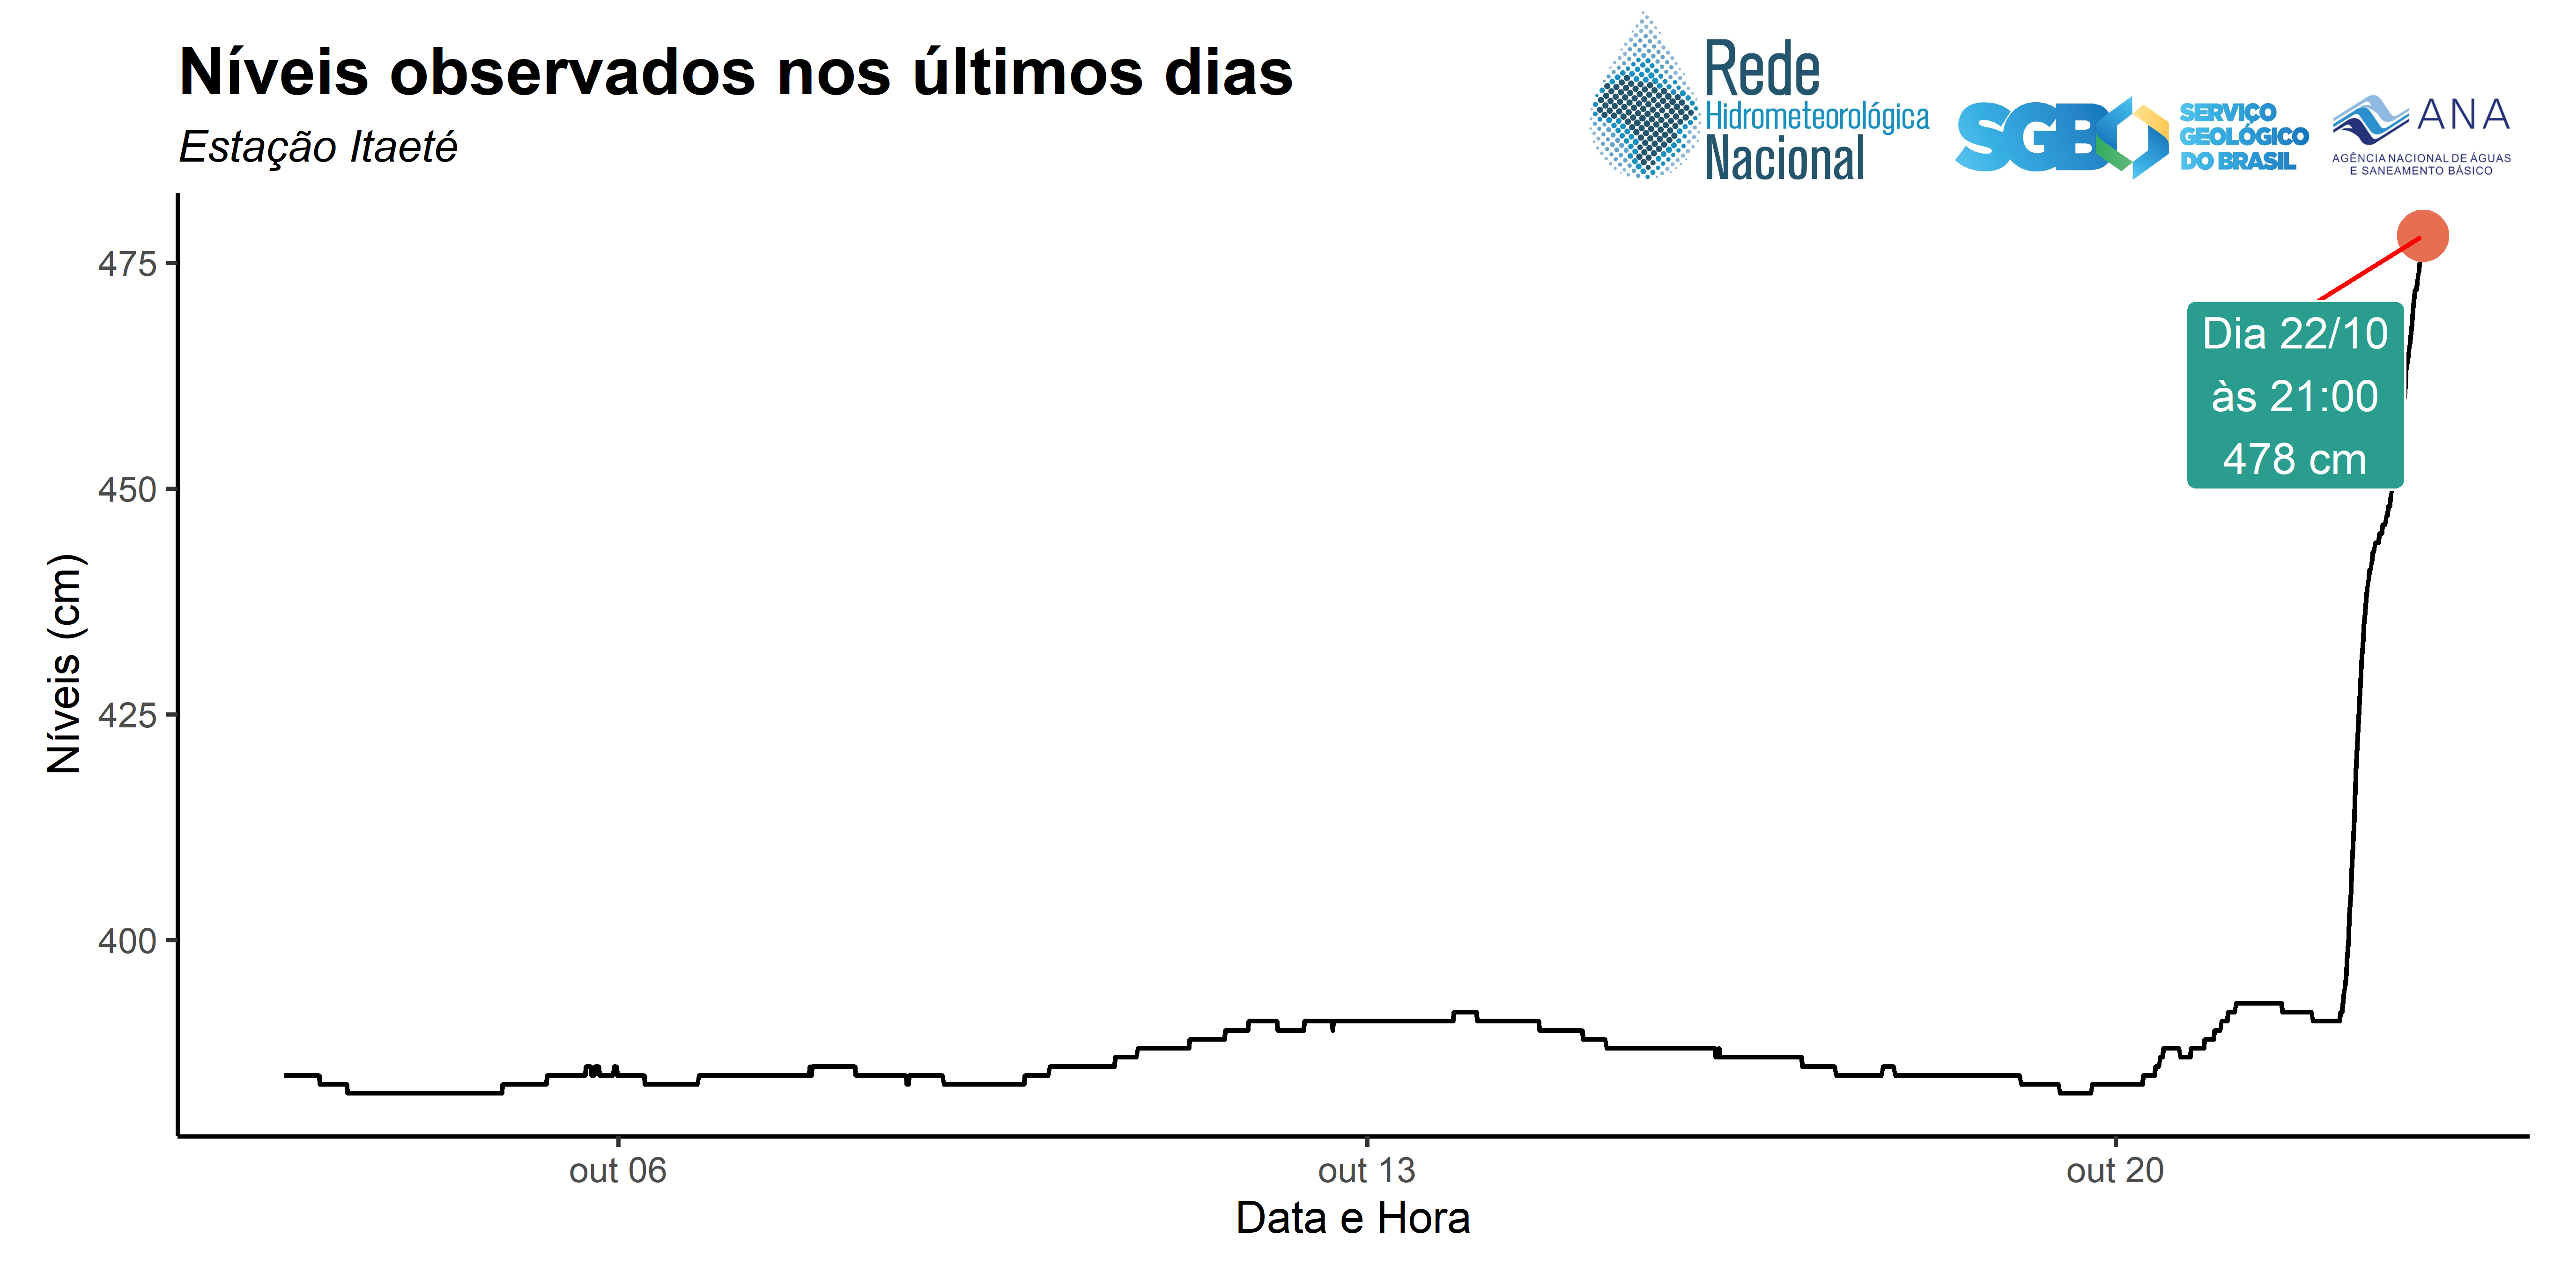 Níveis observados nos últimos dias
Estação Itaeté
Rede
Hidrometeorológica
Nacional
SGB
SERVIÇO
GEOLÓGICO
DO BRASIL
ANA
AGÊNCIA NACIONAL DE ÁGUAS
E SANEAMENTO BÁSICO
Níveis (cm)
475
450
425
400
Dia 22/10
às 21:00
478 cm
out 06
out 13
out 20
Data e Hora